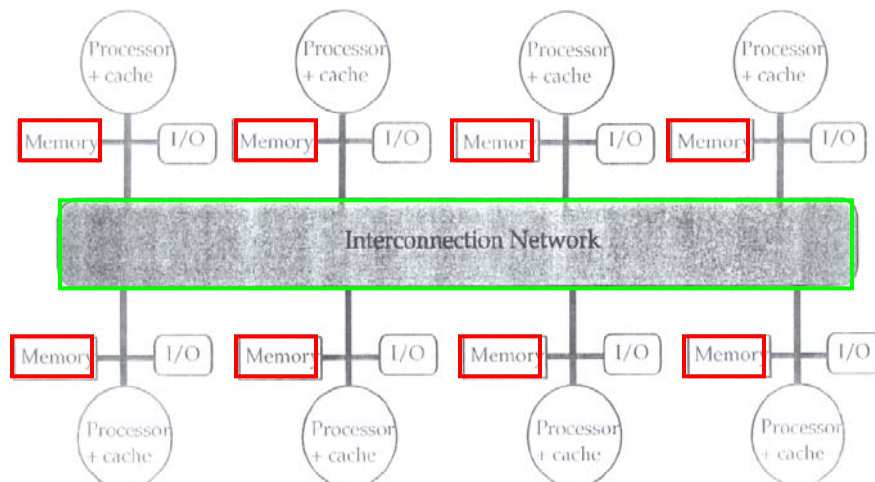 Processor
+ cache
Processor
+ cache
Processor
+ cache
Processor
+ cache
Memory
I/O
Memory
I/O
Memory
I/O
Memory
I/O
Interconnection Network
Memory
I/O
Memory
I/O
Memory
I/O
Memory
I/O
Processor
+ cache
Processor
+ cache
Processor
+ cache
Processor
+ cache